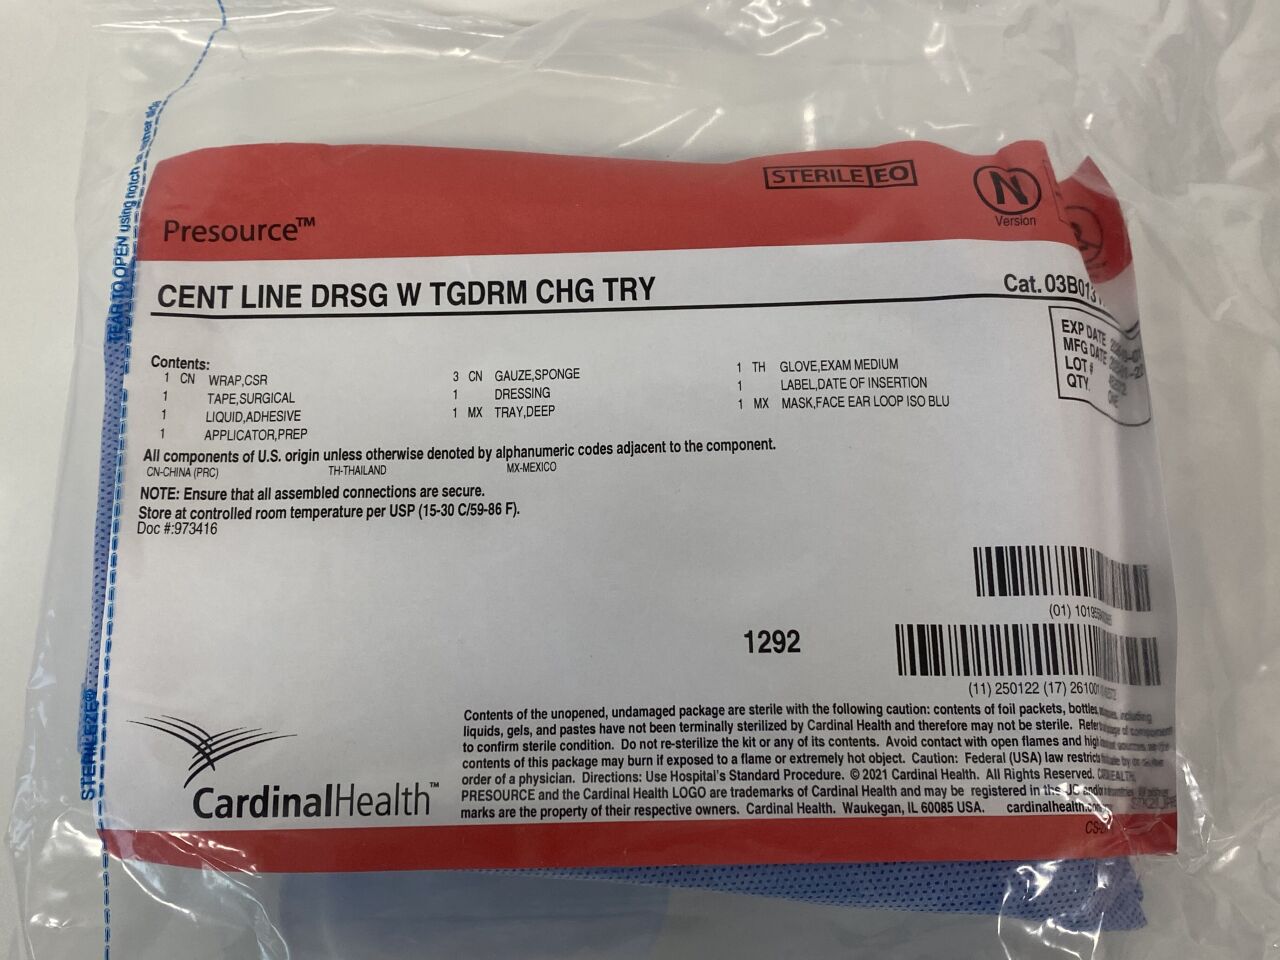 TEAR TO OPEN using notch
STERIL-EZE®
STERILE EO
N
Version
Presource™
CENT LINE DRSG W TGDRM CHG TRY
Cat. 03B013
EXP DATE
MFG DATE
LOT #
QTY.
Contents:
1 CN WRAP,CSR
1 TAPE,SURGICAL
1 LIQUID,ADHESIVE
1 APPLICATOR,PREP
3 CN GAUZE,SPONGE
1 DRESSING
1 MX TRAY,DEEP
1 TH GLOVE,EXAM MEDIUM
1 LABEL,DATE OF INSERTION
1 MX MASK,FACE EAR LOOP ISO BLU
All components of U.S. origin unless otherwise denoted by alphanumeric codes adjacent to the component.
CN-CHINA (PRC) TH-THAILAND MX-MEXICO
NOTE: Ensure that all assembled connections are secure.
Store at controlled room temperature per USP (15-30 C/59-86 F).
Doc #:973416
(01)
1292
(11) 250122 (17) 261001
Contents of the unopened, undamaged package are sterile with the following caution: contents of foil packets, bottles, including
liquids, gels, and pastes have not been terminally sterilized by Cardinal Health and therefore may not be sterile. Refer of
to confirm sterile condition. Do not re-sterilize the kit or any of its contents. Avoid contact with open flames and high
contents of this package may burn if exposed to a flame or extremely hot object. Caution: Federal (USA) law restricts
order of a physician. Directions: Use Hospital's Standard Procedure. © 2021 Cardinal Health. All Rights Reserved.
PRESOURCE and the Cardinal Health LOGO are trademarks of Cardinal Health and may be registered in the
marks are the property of their respective owners. Cardinal Health. Waukegan, IL 60085 USA. cardinalhealth.com
CardinalHealth™